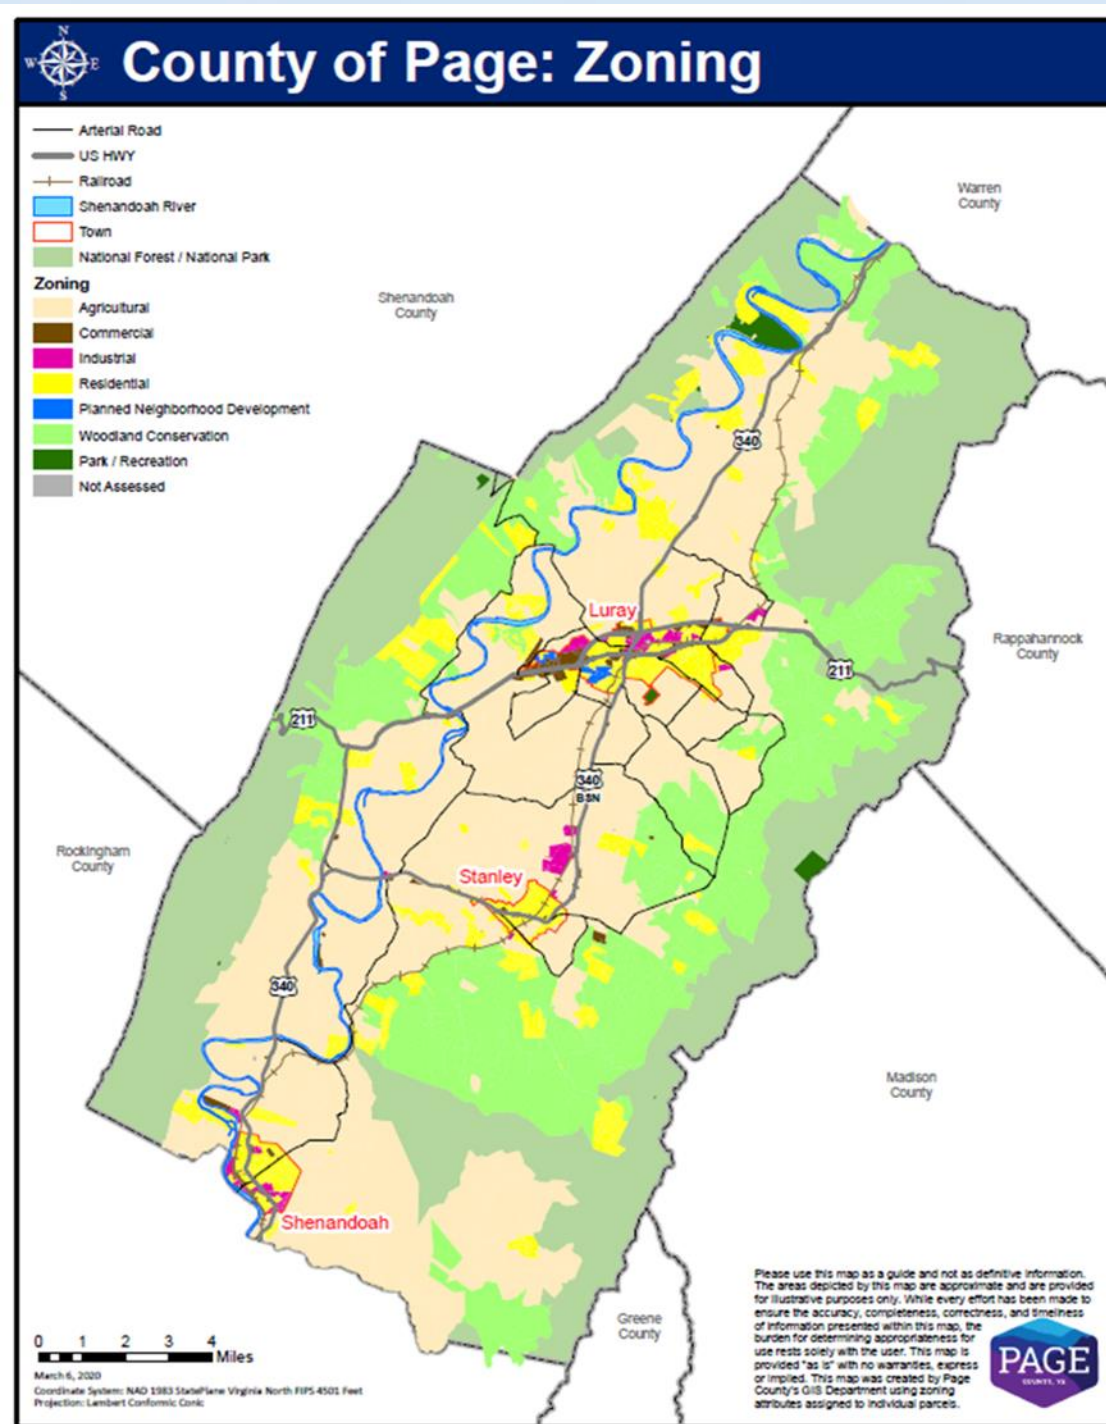 N
W E
S
County of Page: Zoning
Arterial Road
US HWY
Railroad
Shenandoah River
Town
National Forest / National Park
Zoning
Agricultural
Commercial
Industrial
Residential
Planned Neighborhood Development
Woodland Conservation
Park / Recreation
Not Assessed
Warren
County
Shenandoah
County
340
Luray
Rappahannock
County
211
211
340
BSN
Rockingham
County
Stanley
340
Madison
County
Shenandoah
Greene
County
0 1 2 3 4
Miles
March 6, 2020
Coordinate System: NAD 1983 StatePlane Virginia North FIPS 4501 Feet
Projection: Lambert Conformic Conic
Please use this map as a guide and not as definitive information.
The areas depicted by this map are approximate and are provided
for illustrative purposes only. While every effort has been made to
ensure the accuracy, completeness, correctness, and timeliness
of information presented within this map, the
burden for determining appropriateness for
use rests solely with the user. This map is
provided "as is" with no warranties, express
or implied. This map was created by Page
County's GIS Department using zoning
attributes assigned to individual parcels.
PAGE
COUNTY, VA